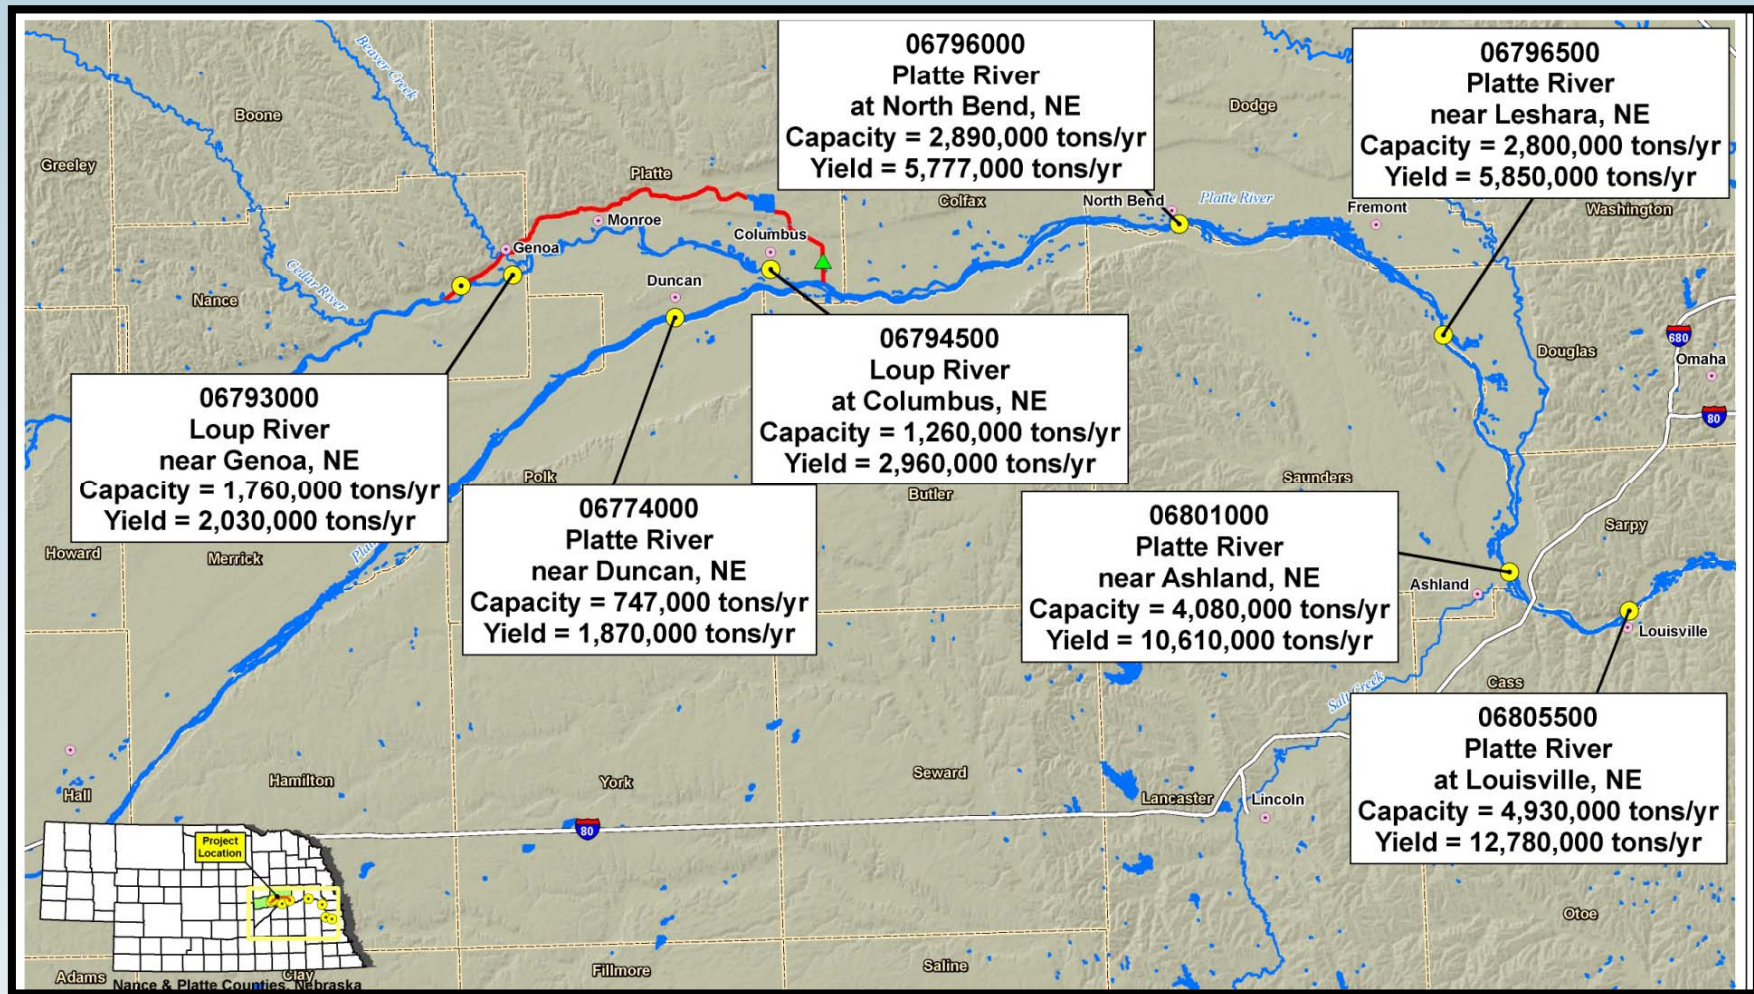 06796000
Platte River
at North Bend, NE
Capacity = 2,890,000 tons/yr
Yield = 5,777,000 tons/yr
06796500
Platte River
near Leshara, NE
Capacity = 2,800,000 tons/yr
Yield = 5,850,000 tons/yr
Beaver Creek
Boone
Greeley
Platte
Dodge
Colfax
North Bend
Platte River
Fremont
Washington
Monroe
Genoa
Columbus
Cedar River
Nance
Duncan
06794500
Loup River
at Columbus, NE
Capacity = 1,260,000 tons/yr
Yield = 2,960,000 tons/yr
680
Douglas
Omaha
80
06793000
Loup River
near Genoa, NE
Capacity = 1,760,000 tons/yr
Yield = 2,030,000 tons/yr
Polk
Butler
Saunders
Sarpy
06774000
Platte River
near Duncan, NE
Capacity = 747,000 tons/yr
Yield = 1,870,000 tons/yr
06801000
Platte River
near Ashland, NE
Capacity = 4,080,000 tons/yr
Yield = 10,610,000 tons/yr
Howard
Merrick
Ashland
Louisville
Salt Creek
Cass
06805500
Platte River
at Louisville, NE
Capacity = 4,930,000 tons/yr
Yield = 12,780,000 tons/yr
Hall
Hamilton
York
Seward
Lancaster
Lincoln
80
Project
Location
Otoe
Adams
Clay
Fillmore
Saline
Nance & Platte Counties, Nebraska